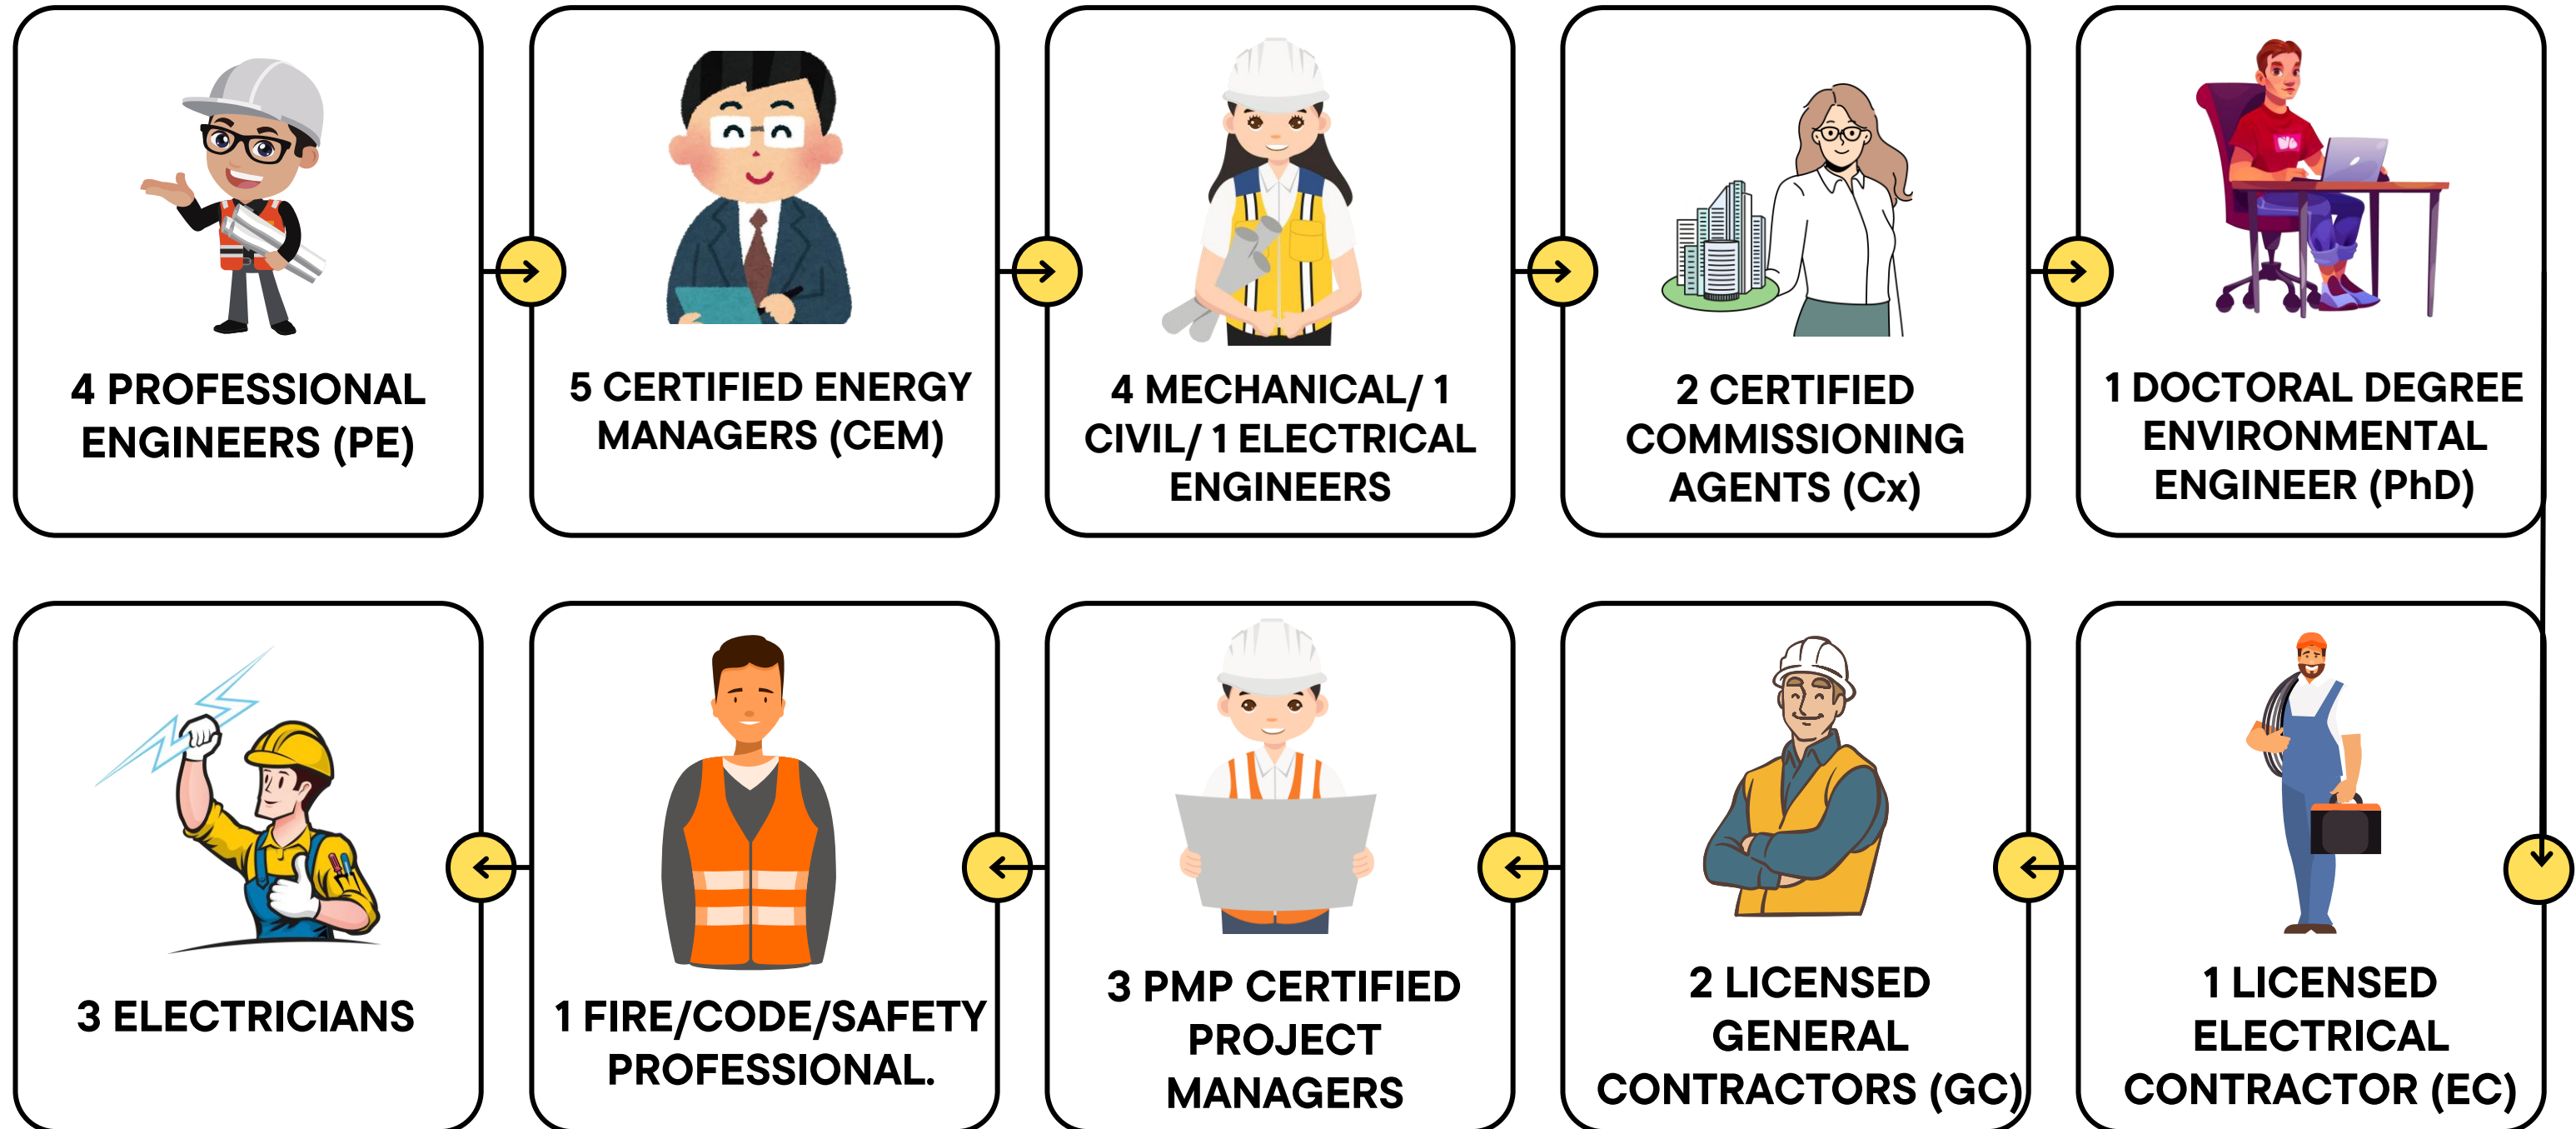 4 PROFESSIONAL
ENGINEERS (PE)
5 CERTIFIED ENERGY
MANAGERS (CEM)
4 MECHANICAL/ 1
CIVIL/ 1 ELECTRICAL
ENGINEERS
2 CERTIFIED
COMMISSIONING
AGENTS (Cx)
1 DOCTORAL DEGREE
ENVIRONMENTAL
ENGINEER (PhD)
1 LICENSED
ELECTRICAL
CONTRACTOR (EC)
2 LICENSED
GENERAL
CONTRACTORS (GC)
3 PMP CERTIFIED
PROJECT
MANAGERS
1 FIRE/CODE/SAFETY
PROFESSIONAL.
3 ELECTRICIANS